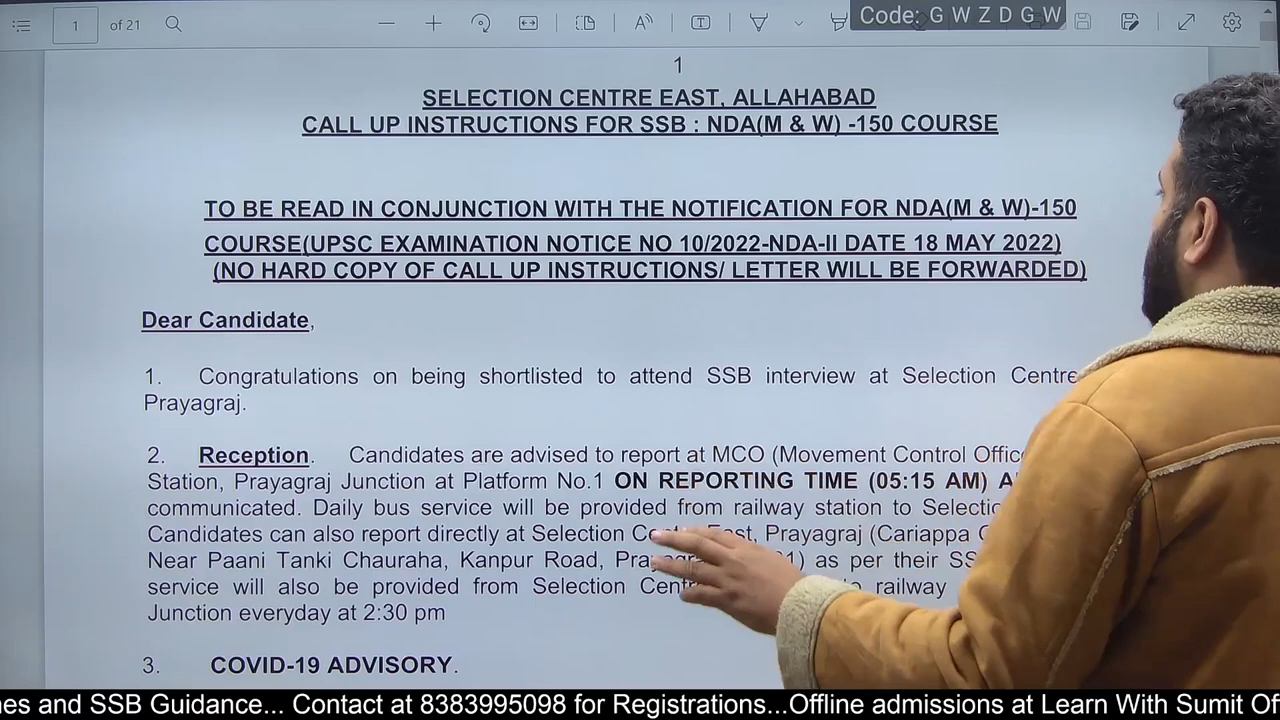 1
of 21
Code: G W Z D G W
1
SELECTION CENTRE EAST, ALLAHABAD
CALL UP INSTRUCTIONS FOR SSB : NDA(M & W) -150 COURSE
TO BE READ IN CONJUNCTION WITH THE NOTIFICATION FOR NDA(M & W)-150
COURSE(UPSC EXAMINATION NOTICE NO 10/2022-NDA-II DATE 18 MAY 2022)
(NO HARD COPY OF CALL UP INSTRUCTIONS/ LETTER WILL BE FORWARDED)
Dear Candidate,
1. Congratulations on being shortlisted to attend SSB interview at Selection Centre
Prayagraj.
2. Reception. Candidates are advised to report at MCO (Movement Control
Station, Prayagraj Junction at Platform No.1 ON REPORTING TIME (05:15 AM)
communicated. Daily bus service will be provided from railway station to
Candidates can also report directly at Selection East, Prayagraj (Cariappa
Near Paani Tanki Chauraha, Kanpur Road, as per their
service will also be provided from Selection railway
Junction everyday at 2:30 pm
3. COVID-19 ADVISORY.
es and SSB Guidance... Contact at 8383995098 for Registrations...Offline admissions at Learn With Sumit Of